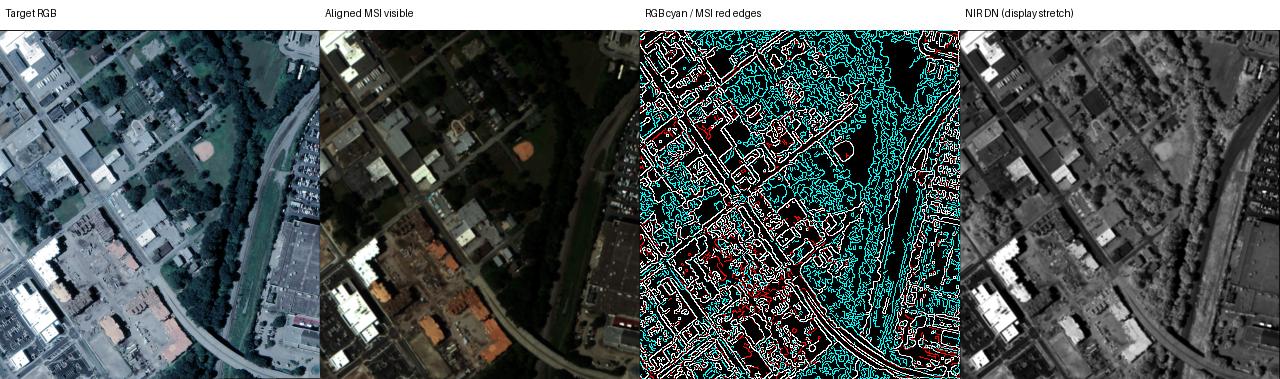 Target RGB
Aligned MSI visible
RGB cyan / MSI red edges
NIR DN (display stretch)